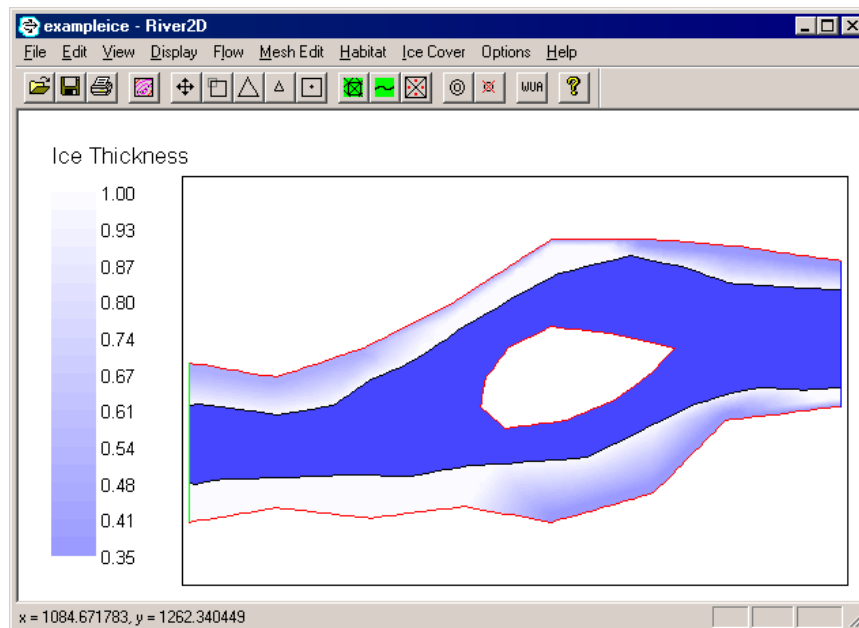 exampleice - River2D
File Edit View Display Flow Mesh Edit Habitat Ice Cover Options Help
WUA ?
Ice Thickness
1.00
0.93
0.87
0.80
0.74
0.67
0.61
0.54
0.48
0.41
0.35
x = 1084.671783, y = 1262.340449